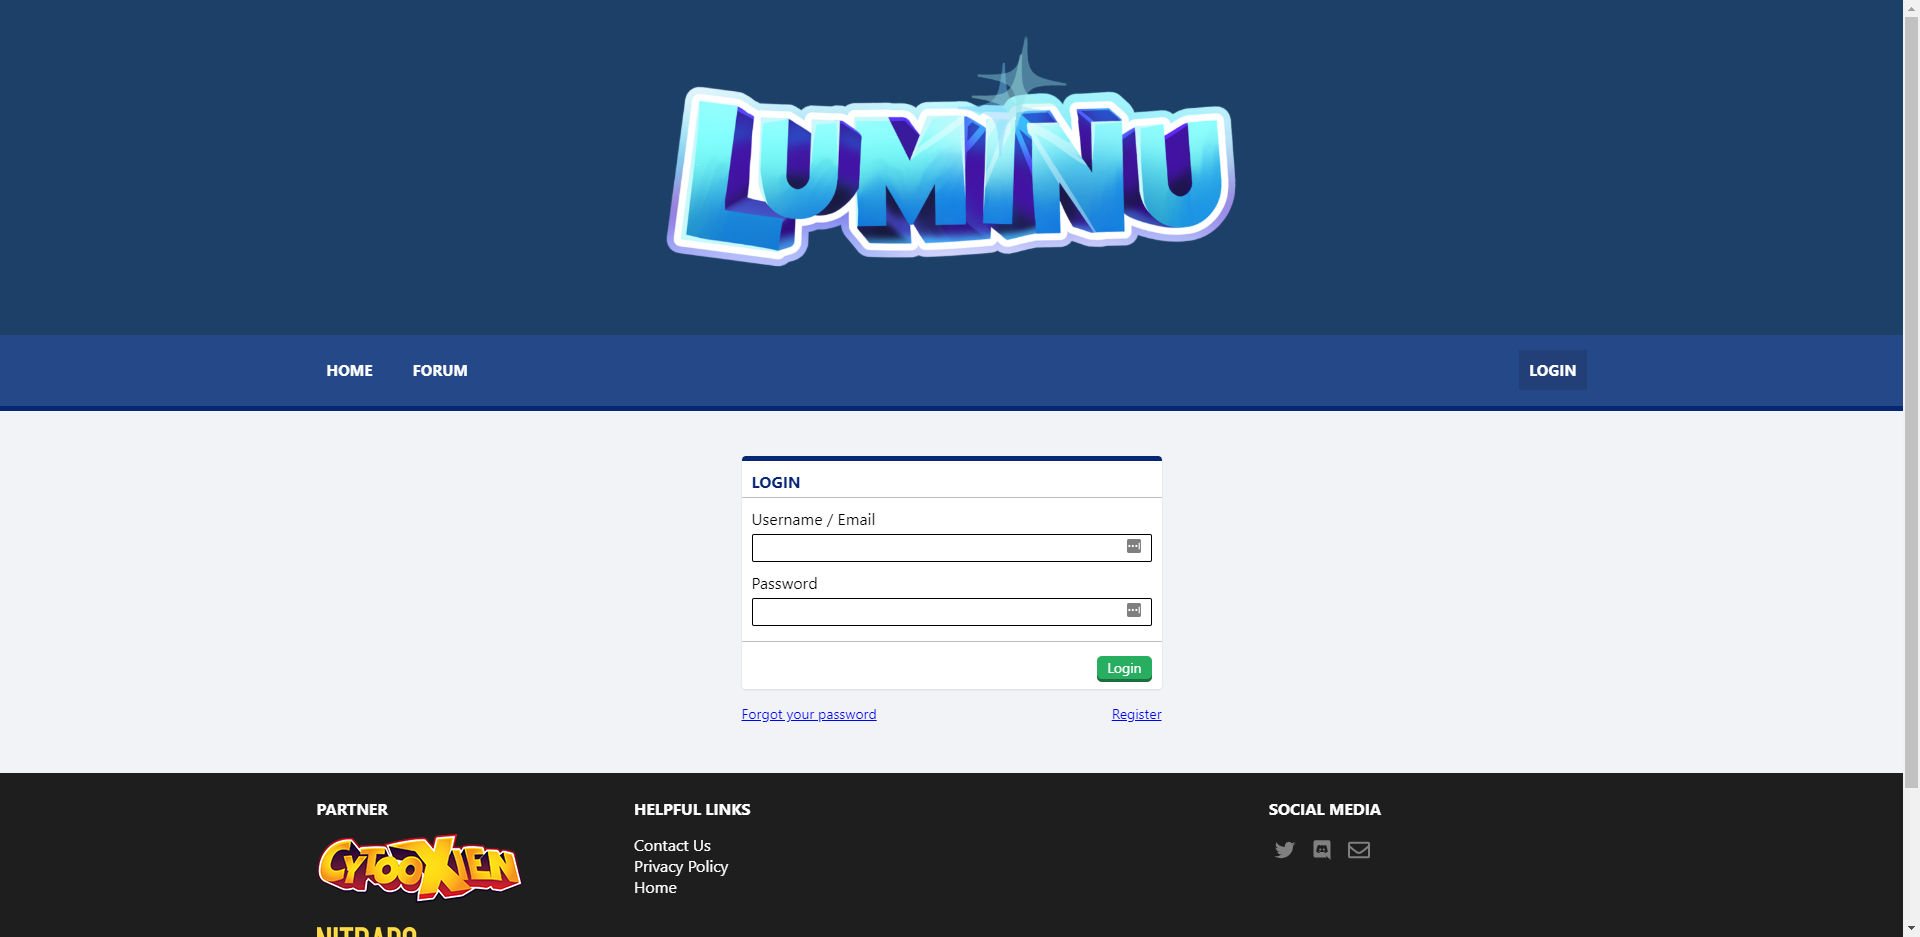 LUMINU
HOME
FORUM
LOGIN
LOGIN
Username / Email
Password
Login
Forgot your password
Register
PARTNER
HELPFUL LINKS
SOCIAL MEDIA
CYTOOXIEN
Contact Us
Privacy Policy
Home
NITRADO